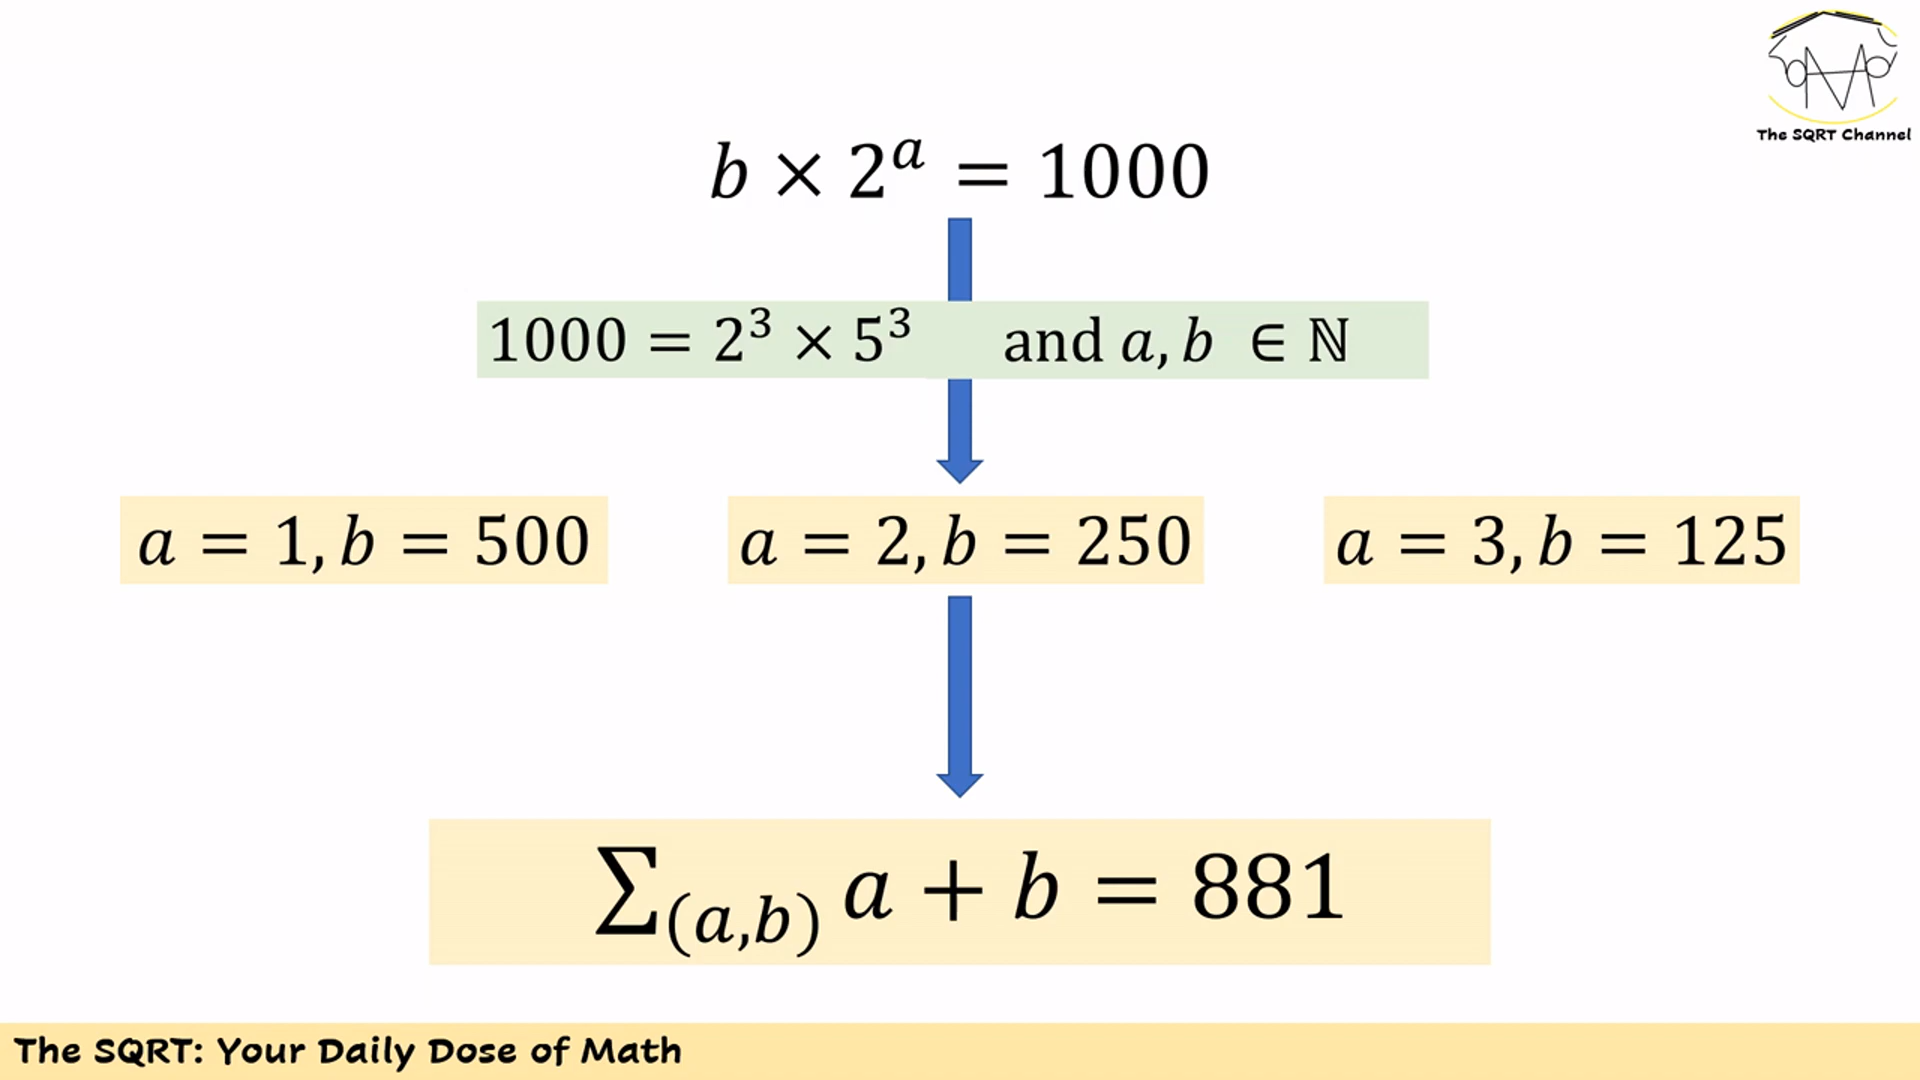 The SQRT Channel
b × 2^a = 1000
1000 = 2³ × 5³ and a, b ∈ ℕ
a = 1, b = 500
a = 2, b = 250
a = 3, b = 125
∑_(a,b) a + b = 881
The SQRT: Your Daily Dose of Math